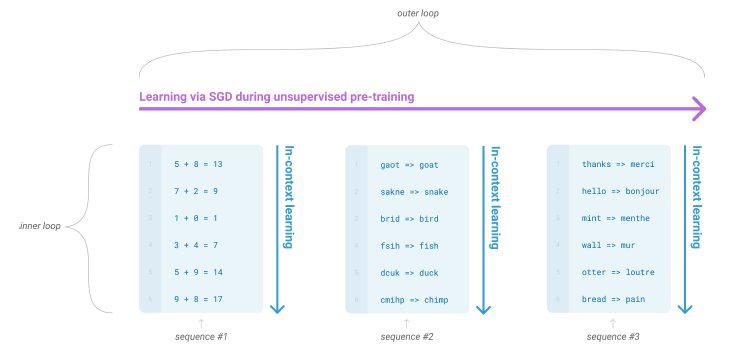 outer loop
Learning via SGD during unsupervised pre-training
inner loop
1 5 + 8 = 13
2 7 + 2 = 9
3 1 + 0 = 1
4 3 + 4 = 7
5 5 + 9 = 14
6 9 + 8 = 17
In-context learning
sequence #1
1 gaot => goat
2 sakne => snake
3 brid => bird
4 fsih => fish
5 dcuk => duck
6 cmihp => chimp
In-context learning
sequence #2
1 thanks => merci
2 hello => bonjour
3 mint => menthe
4 wall => mur
5 otter => loutre
6 bread => pain
In-context learning
sequence #3